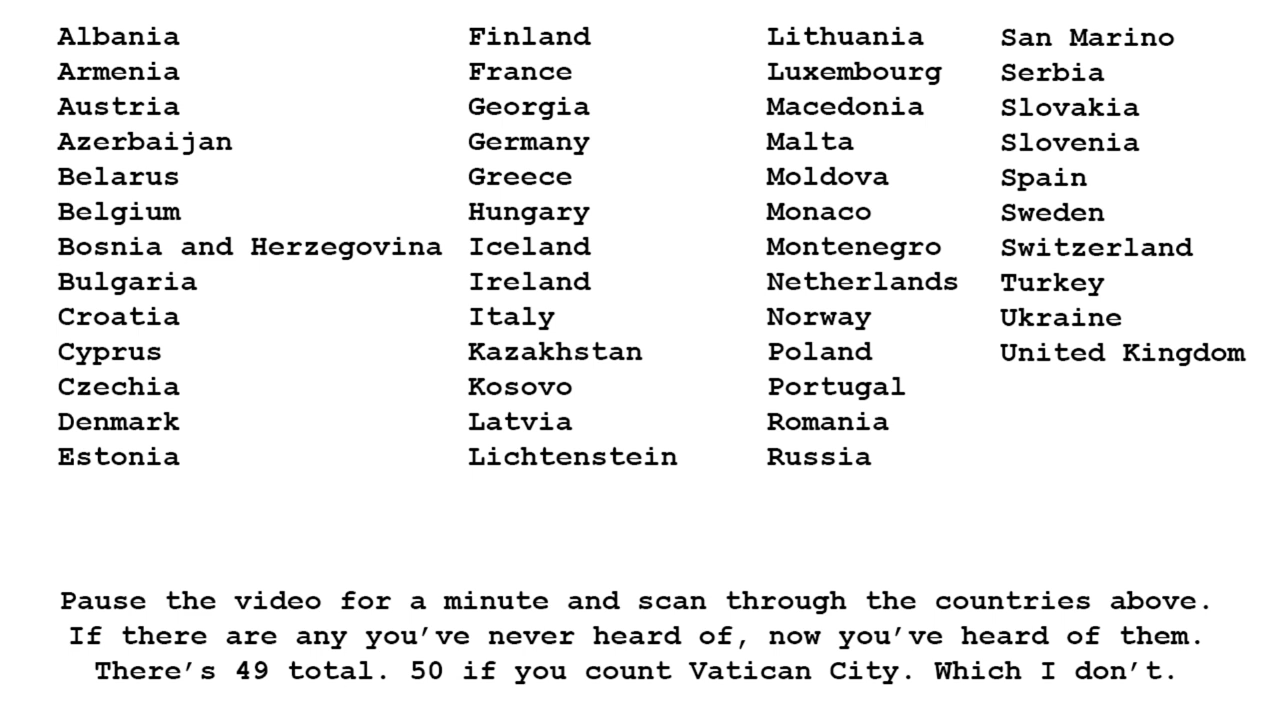 Albania
Armenia
Austria
Azerbaijan
Belarus
Belgium
Bosnia and Herzegovina
Bulgaria
Croatia
Cyprus
Czechia
Denmark
Estonia
Finland
France
Georgia
Germany
Greece
Hungary
Iceland
Ireland
Italy
Kazakhstan
Kosovo
Latvia
Lichtenstein
Lithuania
Luxembourg
Macedonia
Malta
Moldova
Monaco
Montenegro
Netherlands
Norway
Poland
Portugal
Romania
Russia
San Marino
Serbia
Slovakia
Slovenia
Spain
Sweden
Switzerland
Turkey
Ukraine
United Kingdom
Pause the video for a minute and scan through the countries above.
If there are any you’ve never heard of, now you’ve heard of them.
There’s 49 total. 50 if you count Vatican City. Which I don’t.